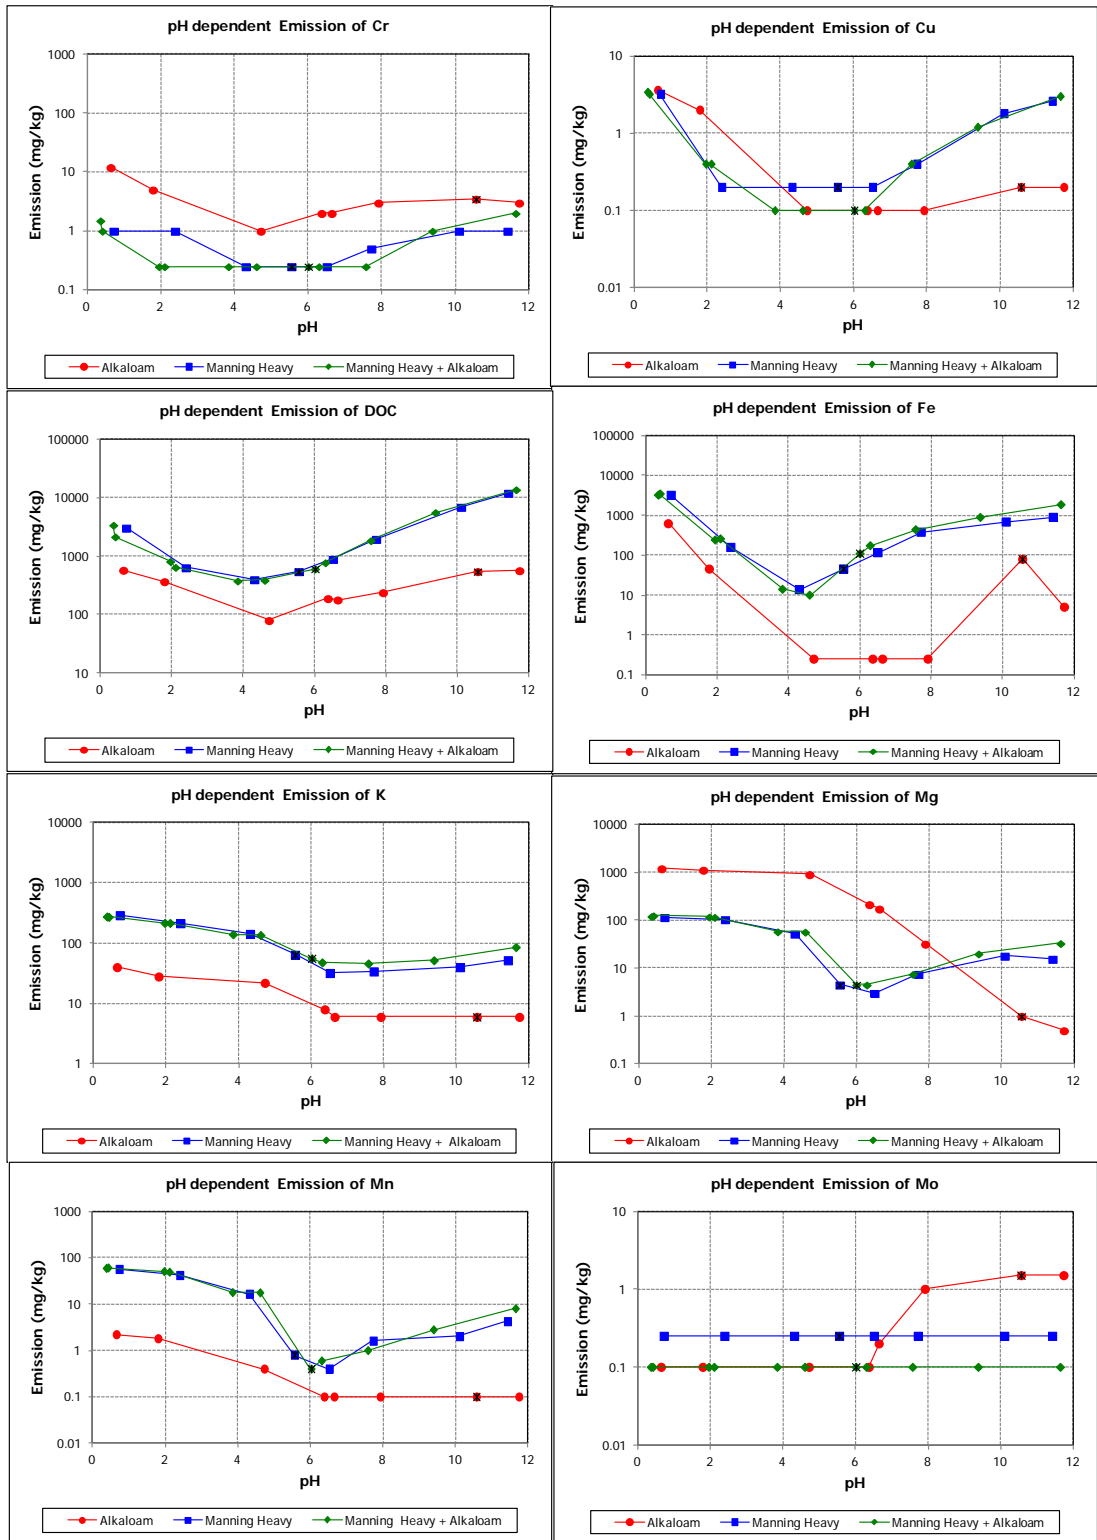 pH dependent Emission of Cr
1000
100
10
1
0.1
Emission (mg/kg)
0 2 4 6 8 10 12
pH
Alkaloam Manning Heavy Manning Heavy + Alkaloam
pH dependent Emission of Cu
10
1
0.1
0.01
Emission (mg/kg)
0 2 4 6 8 10 12
pH
Alkaloam Manning Heavy Manning Heavy + Alkaloam
pH dependent Emission of DOC
100000
10000
1000
100
10
Emission (mg/kg)
0 2 4 6 8 10 12
pH
Alkaloam Manning Heavy Manning Heavy + Alkaloam
pH dependent Emission of Fe
100000
10000
1000
100
10
1
0.1
Emission (mg/kg)
0 2 4 6 8 10 12
pH
Alkaloam Manning Heavy Manning Heavy + Alkaloam
pH dependent Emission of K
10000
1000
100
10
1
Emission (mg/kg)
0 2 4 6 8 10 12
pH
Alkaloam Manning Heavy Manning Heavy + Alkaloam
pH dependent Emission of Mg
10000
1000
100
10
1
0.1
Emission (mg/kg)
0 2 4 6 8 10 12
pH
Alkaloam Manning Heavy Manning Heavy + Alkaloam
pH dependent Emission of Mn
1000
100
10
1
0.1
0.01
Emission (mg/kg)
0 2 4 6 8 10 12
pH
Alkaloam Manning Heavy Manning Heavy + Alkaloam
pH dependent Emission of Mo
10
1
0.1
0.01
Emission (mg/kg)
0 2 4 6 8 10 12
pH
Alkaloam Manning Heavy Manning Heavy + Alkaloam